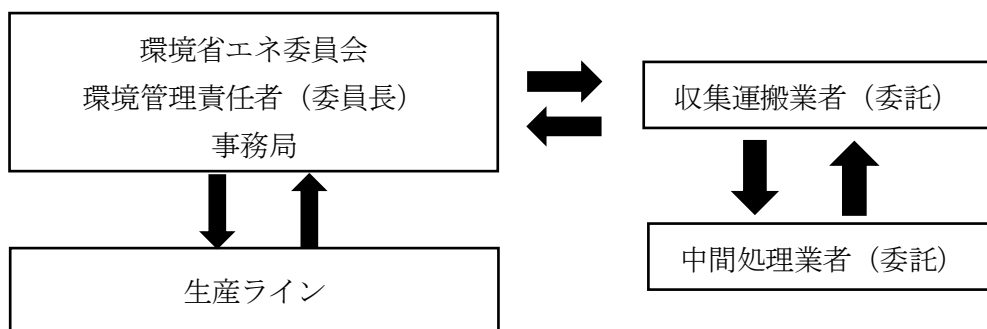 環境省エネ委員会
環境管理責任者（委員長）
事務局
収集運搬業者（委託）
生産ライン
中間処理業者（委託）